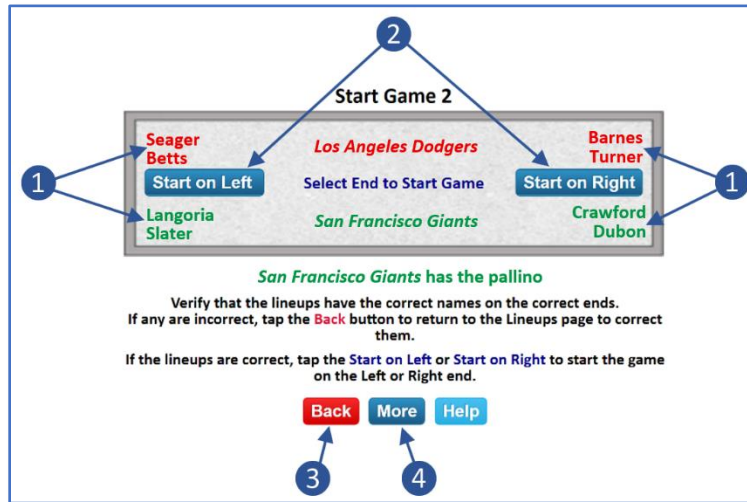 2
Start Game 2
Seager
Betts
Los Angeles Dodgers
Barnes
Turner
1
Start on Left
Select End to Start Game
Start on Right
1
Langoria
Slater
San Francisco Giants
Crawford
Dubon
San Francisco Giants has the pallino
Verify that the lineups have the correct names on the correct ends.
If any are incorrect, tap the Back button to return to the Lineups page to correct
them.
If the lineups are correct, tap the Start on Left or Start on Right to start the game
on the Left or Right end.
Back More Help
3 4